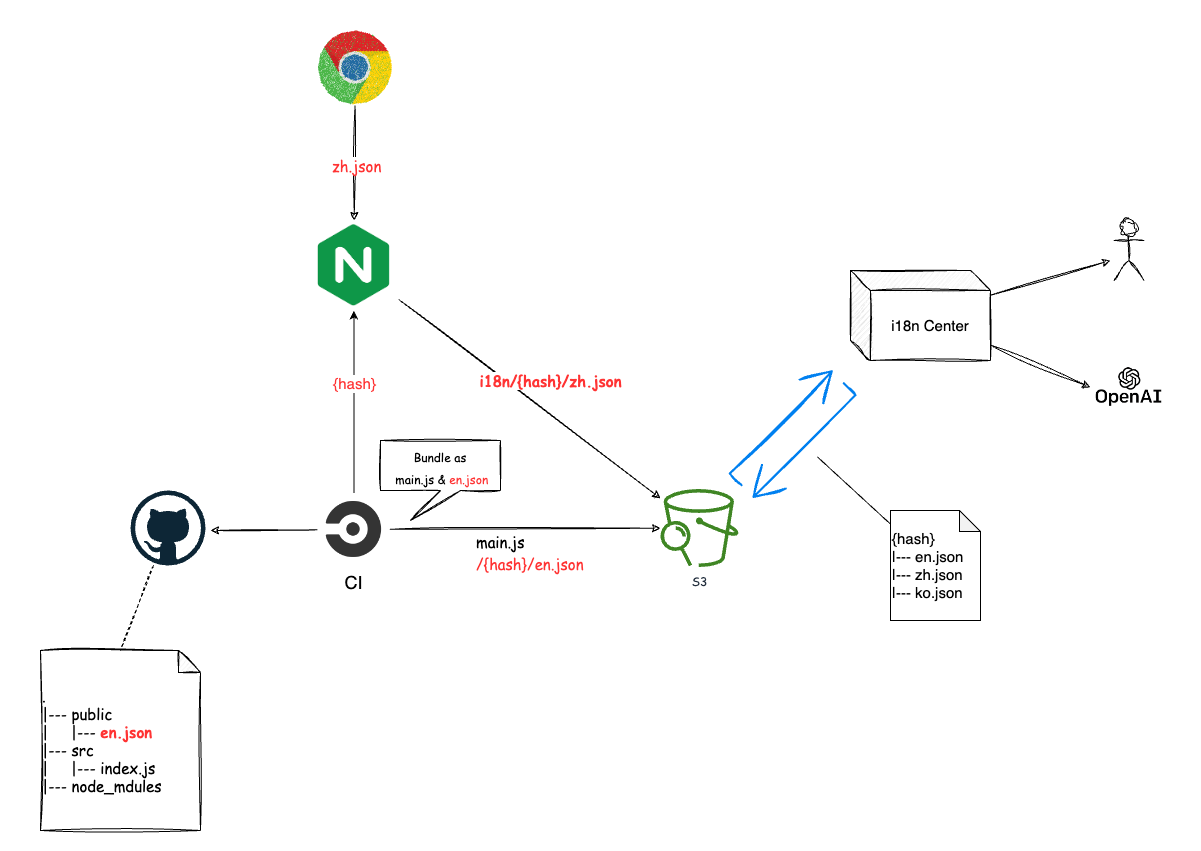 zh.json
N
{hash}
i18n/{hash}/zh.json
i18n Center
OpenAI
Bundle as
main.js & en.json
main.js
/{hash}/en.json
CI
S3
{hash}
|--- en.json
|--- zh.json
|--- ko.json
.
|--- public
|   |--- en.json
|--- src
|   |--- index.js
|--- node_mdules